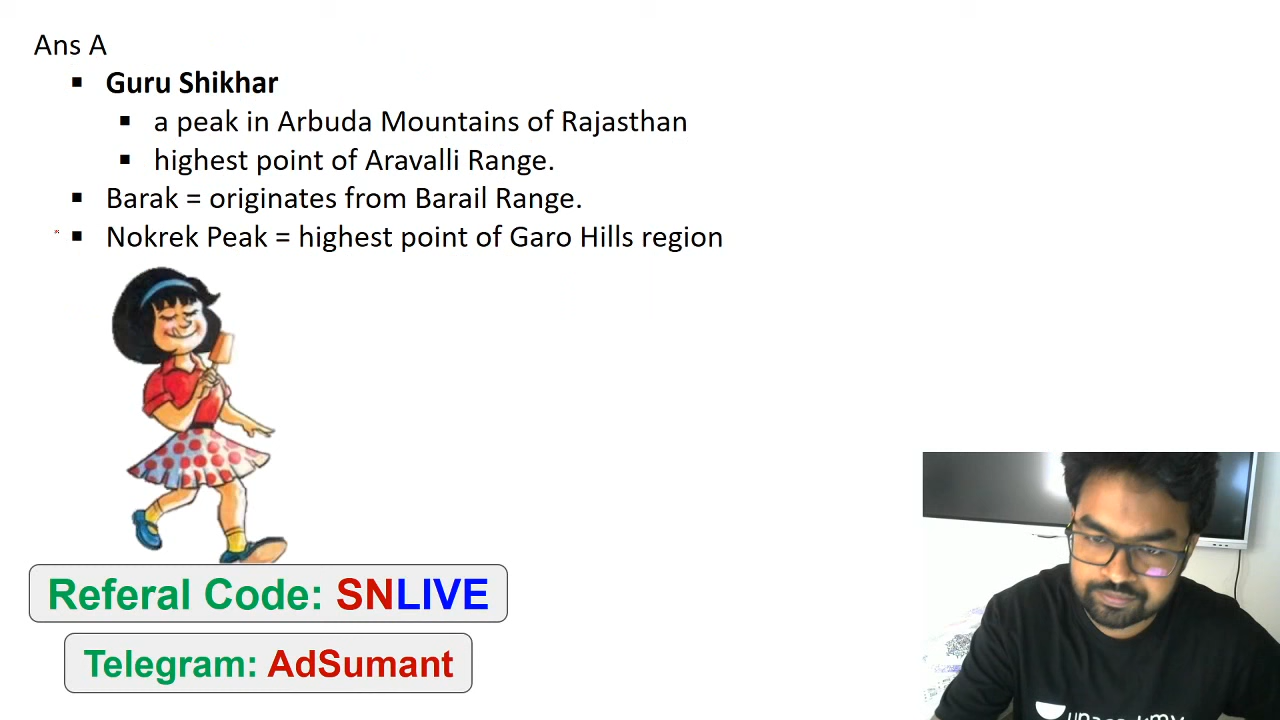 Ans A
▪ Guru Shikhar
▪ a peak in Arbuda Mountains of Rajasthan
▪ highest point of Aravalli Range.
▪ Barak = originates from Barail Range.
▪ Nokrek Peak = highest point of Garo Hills region
Referal Code: SNLIVE
Telegram: AdSumant